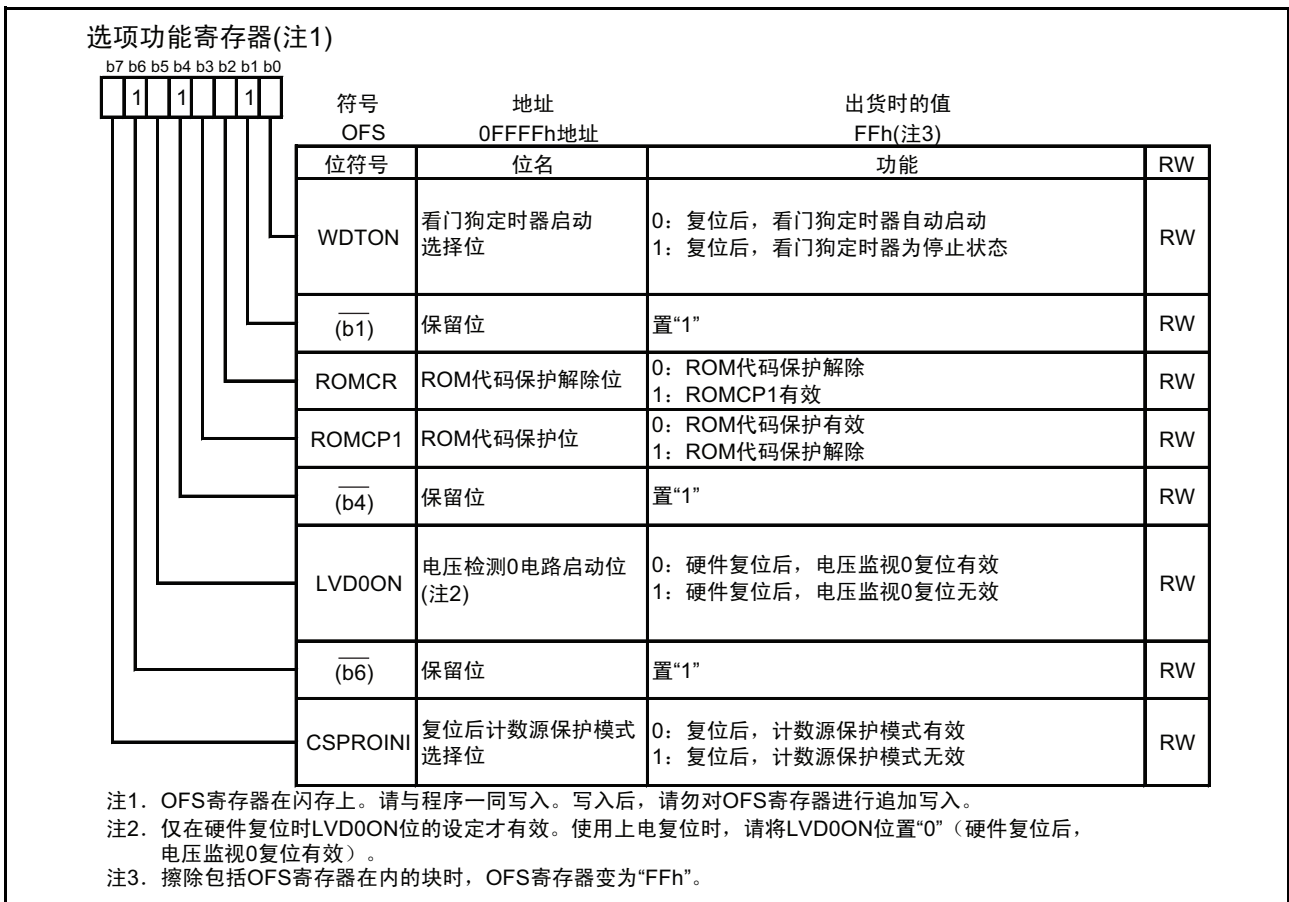 选项功能寄存器(注1)
b7 b6 b5 b4 b3 b2 b1 b0
1 1 1
符号 地址 出货时的值
OFS 0FFFFh地址 FFh(注3)
位符号 位名 功能 RW
WDTON 看门狗定时器启动选择位 0：复位后，看门狗定时器自动启动 RW
1：复位后，看门狗定时器为停止状态
(b1) 保留位 置“1” RW
ROMCR ROM代码保护解除位 0：ROM代码保护解除 RW
1：ROMCP1有效
ROMCP1 ROM代码保护位 0：ROM代码保护有效 RW
1：ROM代码保护解除
(b4) 保留位 置“1” RW
LVD0ON 电压检测0电路启动位(注2) 0：硬件复位后，电压监视0复位有效 RW
1：硬件复位后，电压监视0复位无效
(b6) 保留位 置“1” RW
CSPROINI 复位后计数源保护模式选择位 0：复位后，计数源保护模式有效 RW
1：复位后，计数源保护模式无效
注1．OFS寄存器在闪存上。请与程序一同写入。写入后，请勿对OFS寄存器进行追加写入。
注2．仅在硬件复位时LVD0ON位的设定才有效。使用上电复位时，请将LVD0ON位置“0”（硬件复位后，
电压监视0复位有效）。
注3．擦除包括OFS寄存器在内的块时，OFS寄存器变为“FFh”。